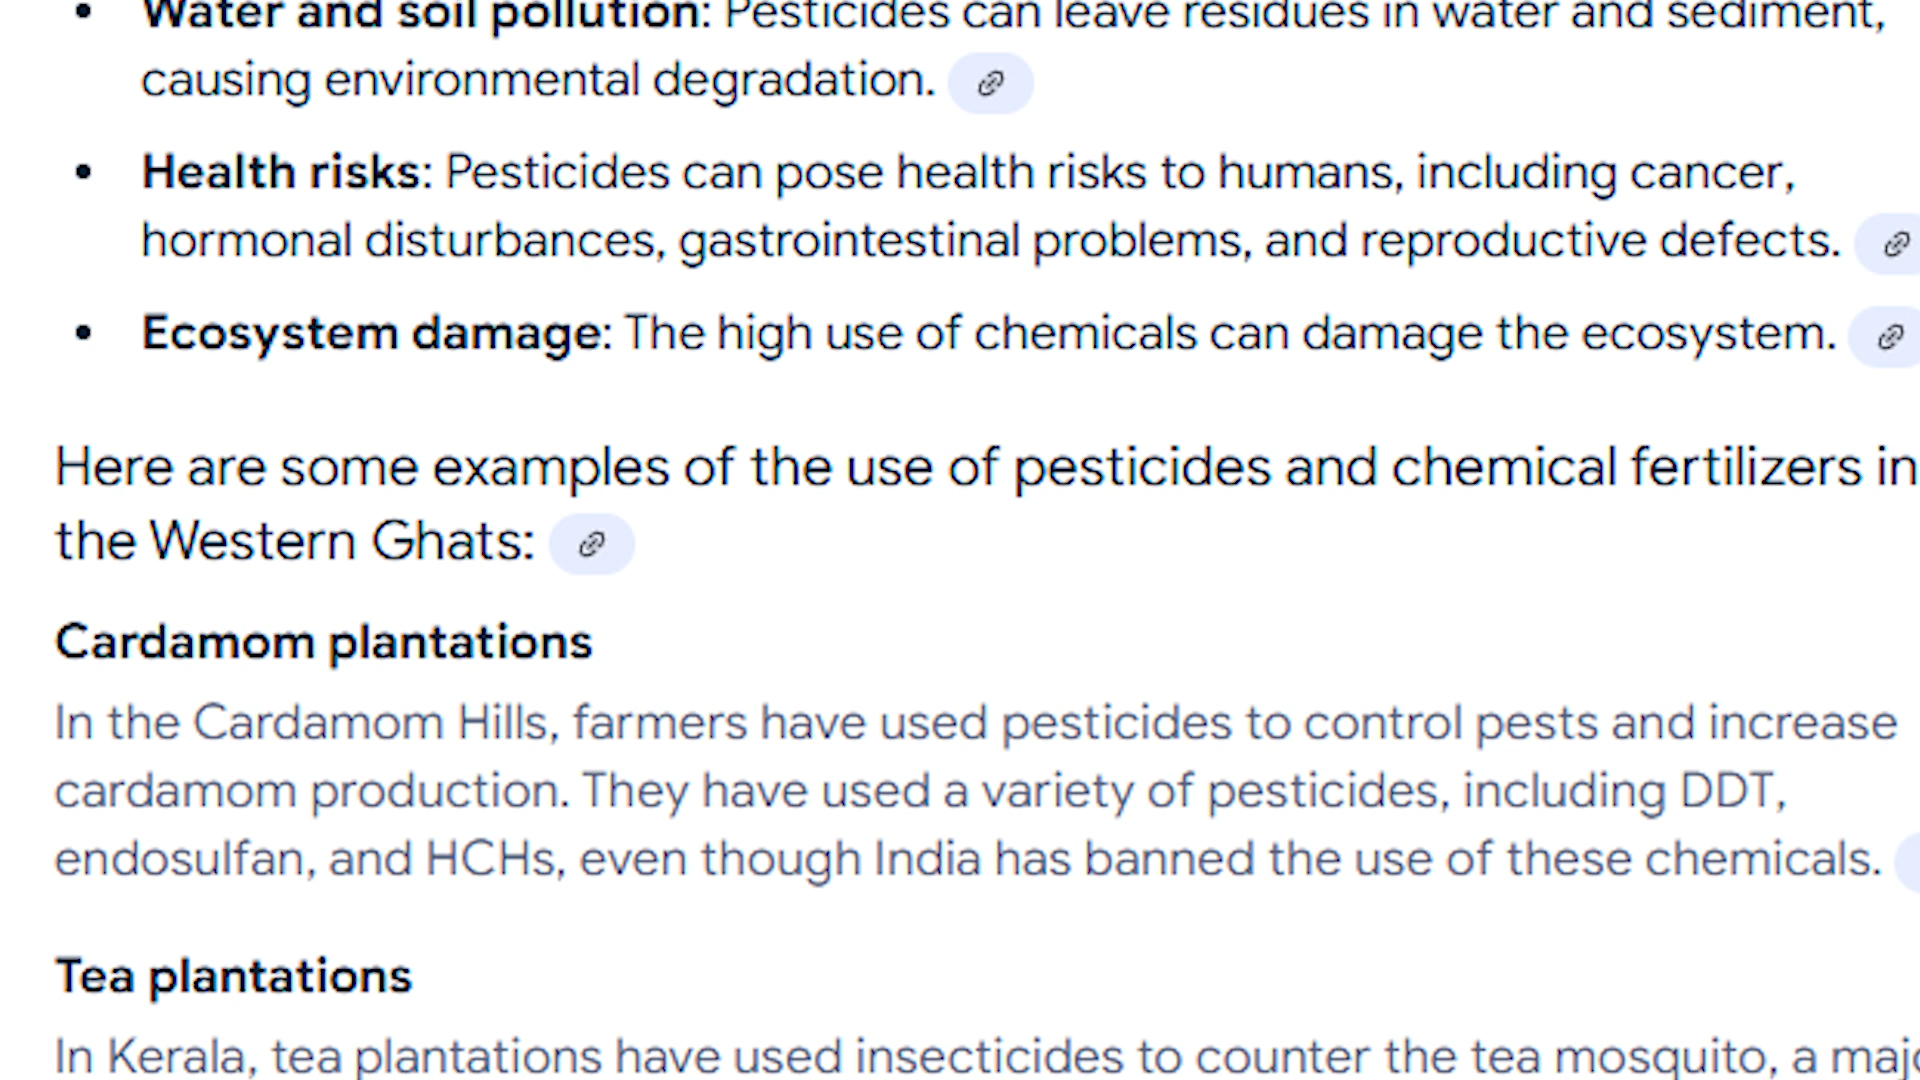 Water and soil pollution: Pesticides can leave residues in water and sediment,
causing environmental degradation.
Health risks: Pesticides can pose health risks to humans, including cancer,
hormonal disturbances, gastrointestinal problems, and reproductive defects.
Ecosystem damage: The high use of chemicals can damage the ecosystem.
Here are some examples of the use of pesticides and chemical fertilizers in
the Western Ghats:
Cardamom plantations
In the Cardamom Hills, farmers have used pesticides to control pests and increase
cardamom production. They have used a variety of pesticides, including DDT,
endosulfan, and HCHs, even though India has banned the use of these chemicals.
Tea plantations
In Kerala, tea plantations have used insecticides to counter the tea mosquito, a